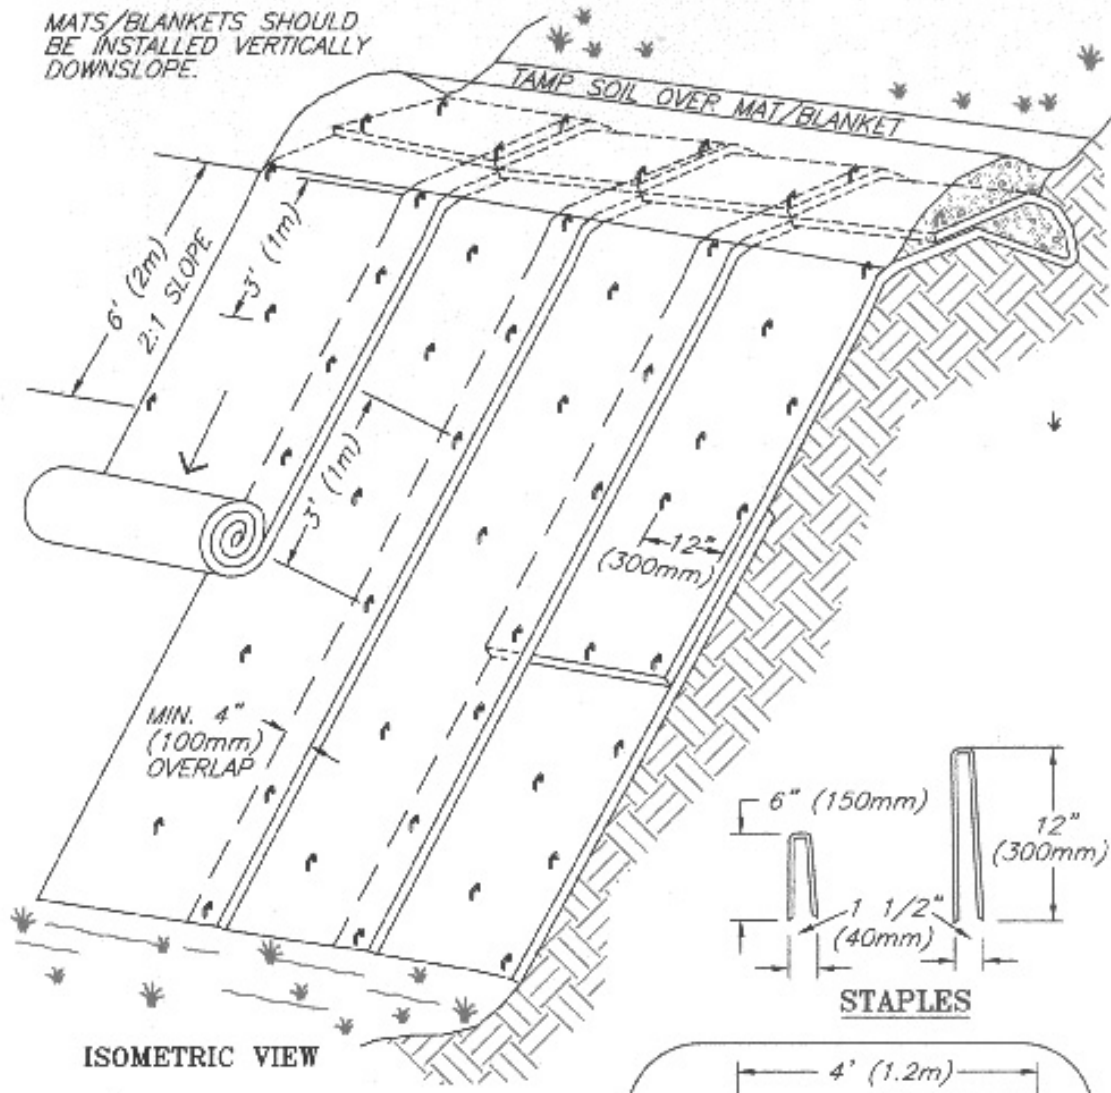 MATS/BLANKETS SHOULD
BE INSTALLED VERTICALLY
DOWNSLOPE.
TAMP SOIL OVER MAT/BLANKET
6' (2m)
2:1 SLOPE
3' (1m)
3' (1m)
12"
(300mm)
MIN. 4"
(100mm)
OVERLAP
6" (150mm)
12"
(300mm)
1 1/2"
(40mm)
STAPLES
ISOMETRIC VIEW
4' (1.2m)